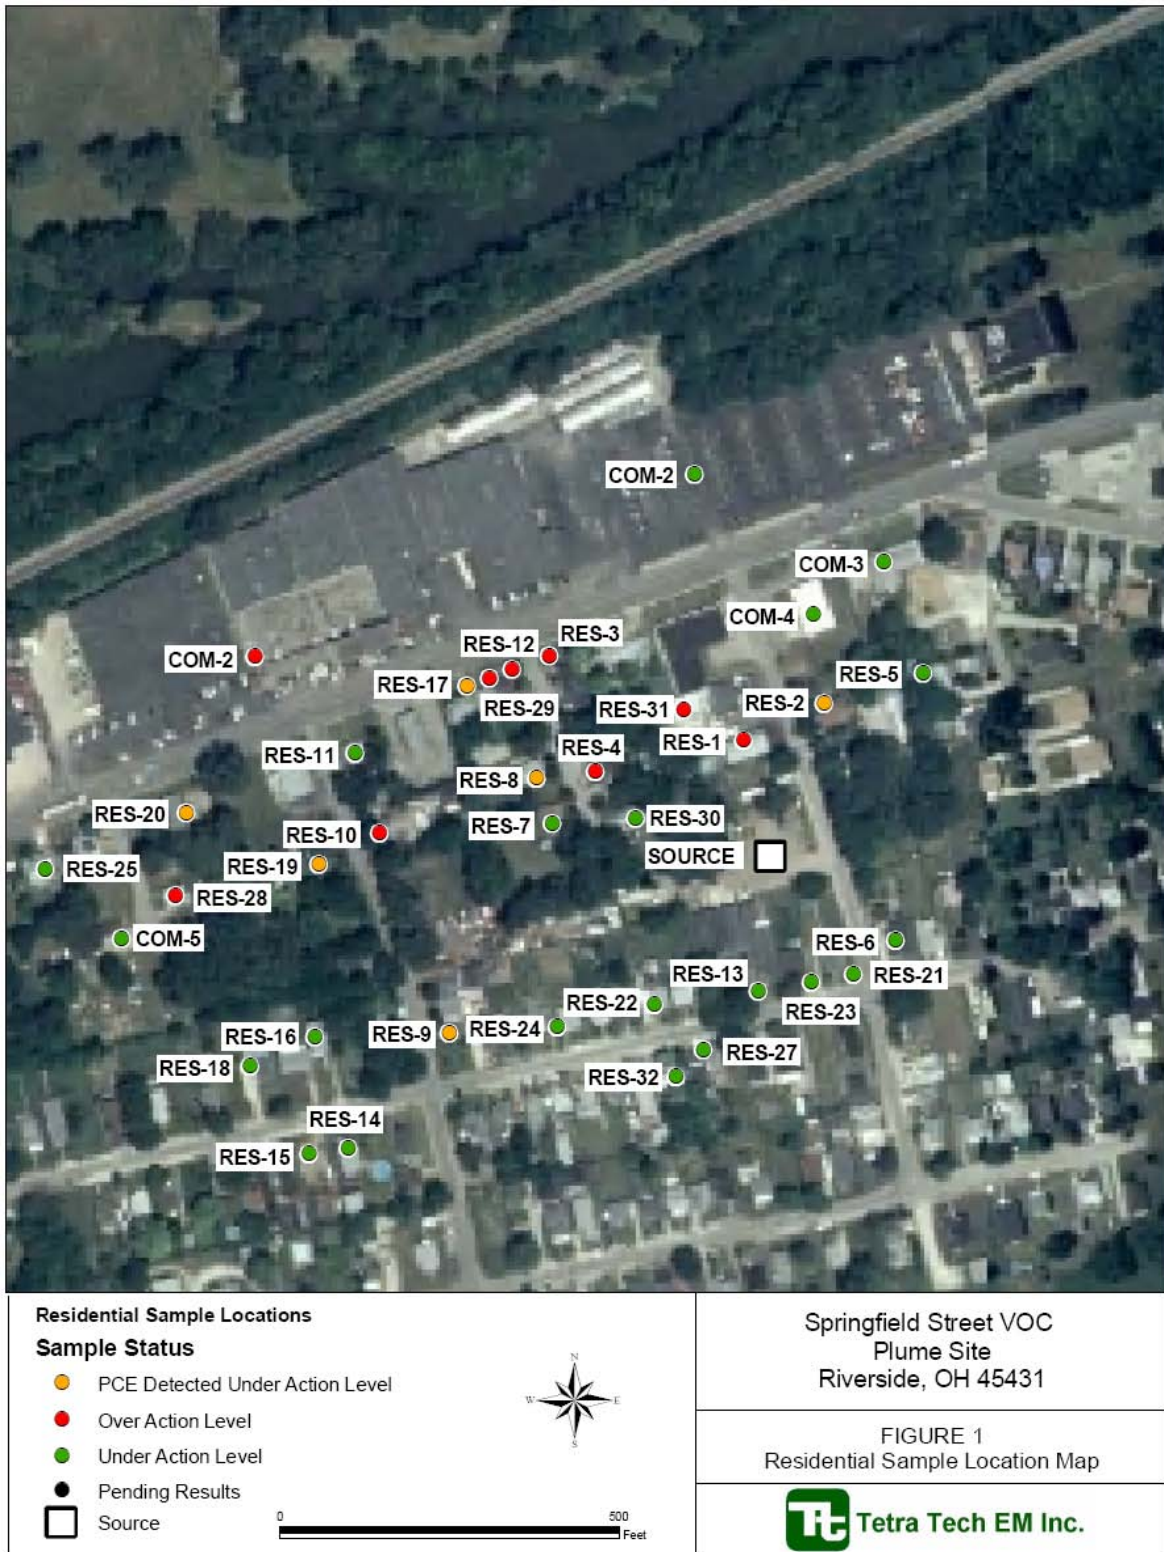 COM-2
COM-3
COM-4
RES-3
RES-12
COM-2
RES-5
RES-17
RES-2
RES-29
RES-31
RES-1
RES-4
RES-11
RES-8
RES-20
RES-30
RES-7
RES-10
SOURCE
RES-19
RES-25
RES-28
COM-5
RES-6
RES-13
RES-21
RES-22
RES-23
RES-24
RES-9
RES-16
RES-27
RES-18
RES-32
RES-14
RES-15
Residential Sample Locations
Sample Status
PCE Detected Under Action Level
Over Action Level
Under Action Level
Pending Results
Source
N
W
E
S
0
500
Feet
Springfield Street VOC
Plume Site
Riverside, OH 45431
FIGURE 1
Residential Sample Location Map
Tt Tetra Tech EM Inc.